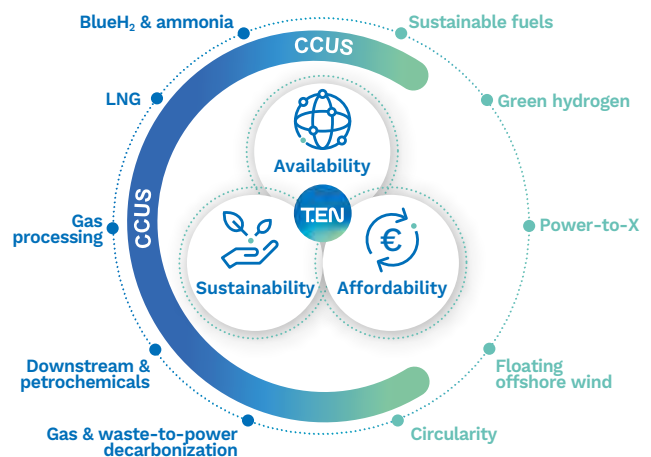 BlueH₂ & ammonia
CCUS
Sustainable fuels
LNG
Green hydrogen
Availability
CCUS
T.EN
Gas
processing
€
Power-to-X
Sustainability
Affordability
Downstream &
petrochemicals
Floating
offshore wind
Gas & waste-to-power
decarbonization
Circularity